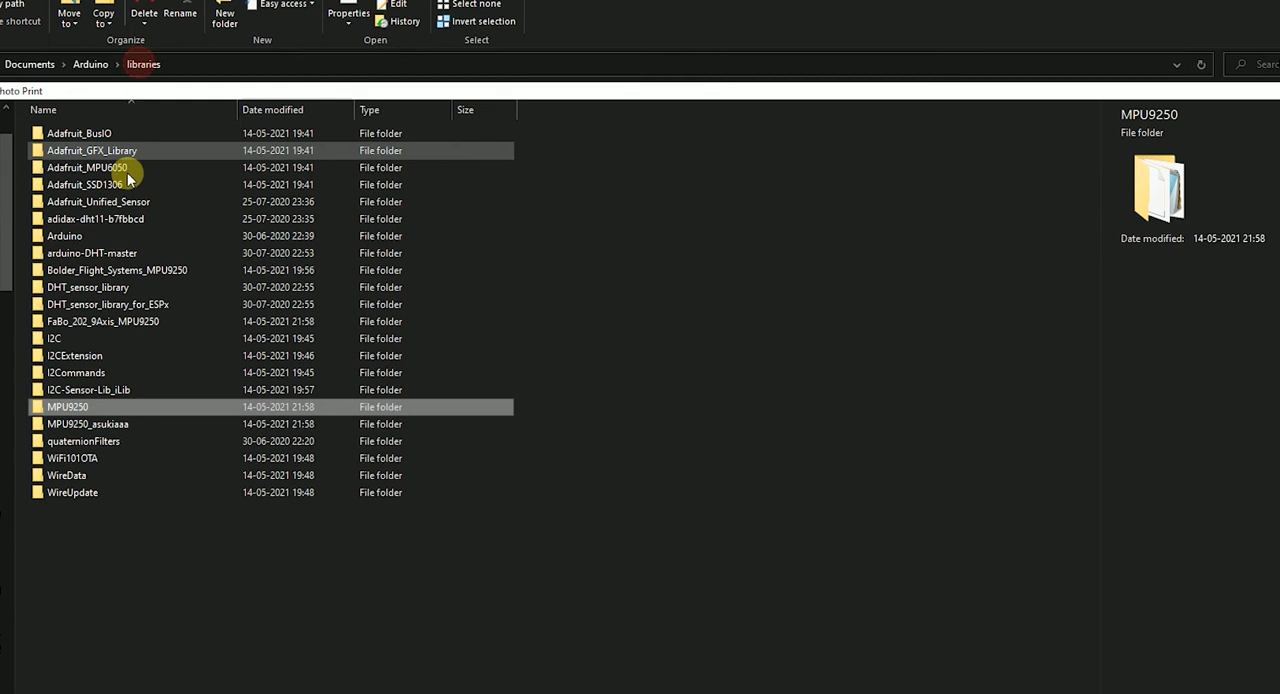 py path
e shortcut
Move to
Copy to
Delete
Rename
New folder
Easy access
Properties
Edit
History
Select none
Invert selection
Organize
New
Open
Select
Documents > Arduino > libraries
Sear
hoto Print
Name
Date modified
Type
Size
Adafruit_BusIO 14-05-2021 19:41 File folder
Adafruit_GFX_Library 14-05-2021 19:41 File folder
Adafruit_MPU6050 14-05-2021 19:41 File folder
Adafruit_SSD1306 14-05-2021 19:41 File folder
Adafruit_Unified_Sensor 25-07-2020 23:36 File folder
adidax-dht11-b7fbbcd 25-07-2020 23:35 File folder
Arduino 30-06-2020 22:39 File folder
arduino-DHT-master 30-07-2020 22:53 File folder
Bolder_Flight_Systems_MPU9250 14-05-2021 19:56 File folder
DHT_sensor_library 30-07-2020 22:55 File folder
DHT_sensor_library_for_ESPx 30-07-2020 22:55 File folder
FaBo_202_9Axis_MPU9250 14-05-2021 21:58 File folder
I2C 14-05-2021 19:45 File folder
I2CExtension 14-05-2021 19:46 File folder
I2Commands 14-05-2021 19:45 File folder
I2C-Sensor-Lib_iLib 14-05-2021 19:57 File folder
MPU9250 14-05-2021 21:58 File folder
MPU9250_asukiaaa 14-05-2021 21:58 File folder
quaternionFilters 30-06-2020 22:20 File folder
WiFi101OTA 14-05-2021 19:48 File folder
WireData 14-05-2021 19:48 File folder
WireUpdate 14-05-2021 19:48 File folder
MPU9250
File folder
Date modified: 14-05-2021 21:58